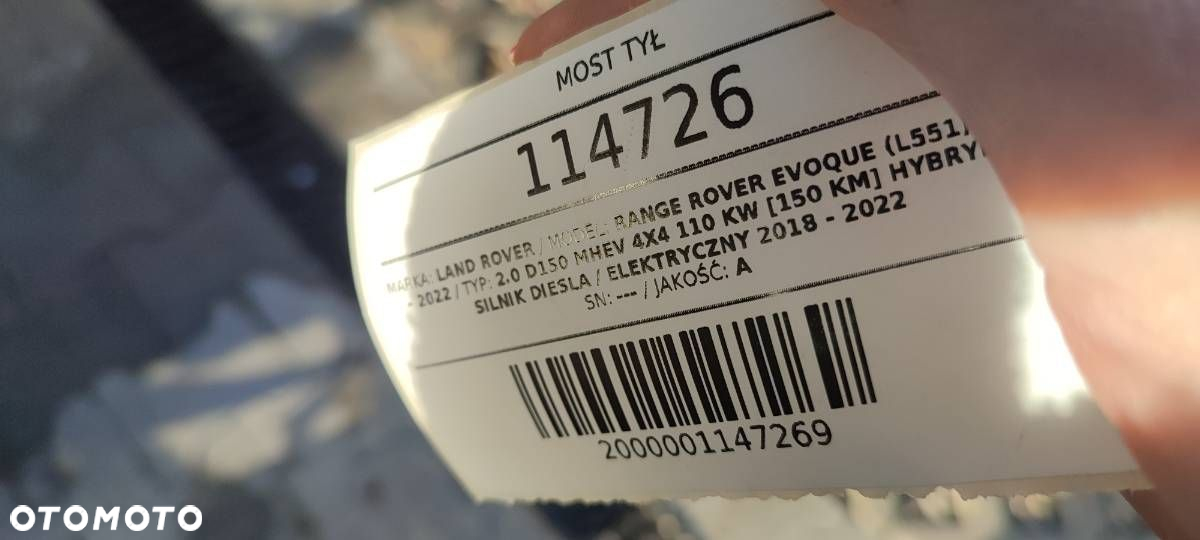 MOST TYŁ
114726
MARKA: LAND ROVER / MODEL: RANGE ROVER EVOQUE (L551)
- 2022 / TYP: 2.0 D150 MHEV 4X4 110 KW [150 KM]
SILNIK DIESLA / ELEKTRYCZNY 2018 - 2022
SN: --- / JAKOŚĆ: A
2000001147269
OTOMOTO